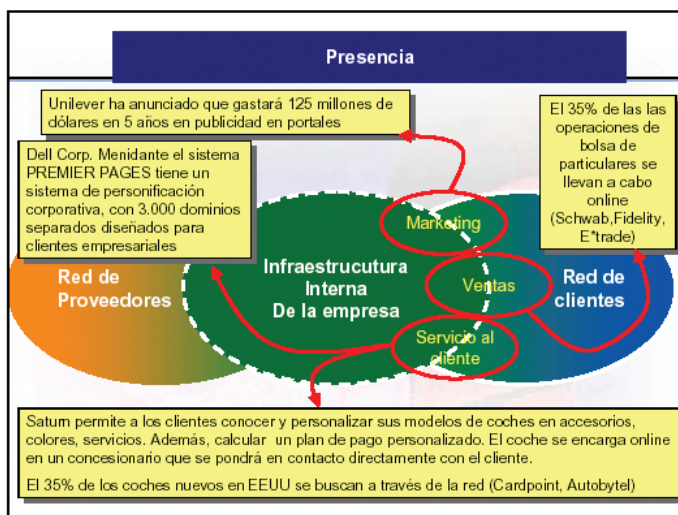 Presencia
Unilever ha anunciado que gastará 125 millones de
dólares en 5 años en publicidad en portales
El 35% de las las
operaciones de
bolsa de
particulares se
llevan a cabo
online
(Schwab,Fidelity,
E*trade)
Dell Corp. Menidante el sistema
PREMIER PAGES tiene un
sistema de personificación
corporativa, con 3.000 dominios
separados diseñados para
clientes empresariales
Marketing
Red de
Proveedores
Infraestrucutura
Interna
De la empresa
Ventas
Red de
clientes
Servicio al
cliente
Saturn permite a los clientes conocer y personalizar sus modelos de coches en accesorios,
colores, servicios. Además, calcular un plan de pago personalizado. El coche se encarga online
en un concesionario que se pondrá en contacto directamente con el cliente.
El 35% de los coches nuevos en EEUU se buscan a través de la red (Cardpoint, Autobytel)